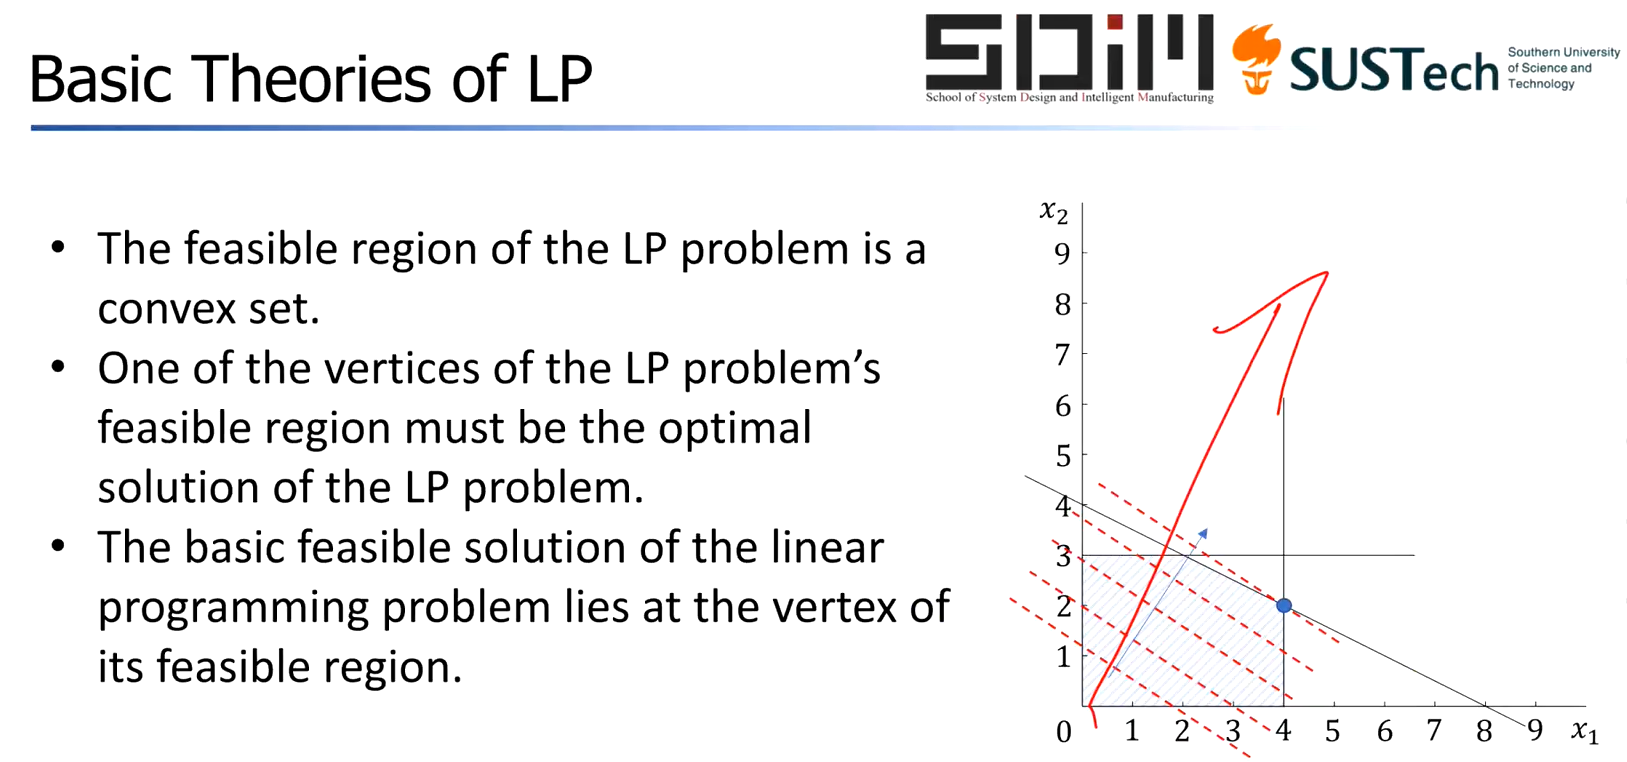 Basic Theories of LP
SDiM
School of System Design and Intelligent Manufacturing
SUSTech
Southern University
of Science and
Technology
• The feasible region of the LP problem is a
convex set.
• One of the vertices of the LP problem’s
feasible region must be the optimal
solution of the LP problem.
• The basic feasible solution of the linear
programming problem lies at the vertex of
its feasible region.
x₂
9
8
7
6
5
4
3
2
1
0 1 2 3 4 5 6 7 8 9 x₁